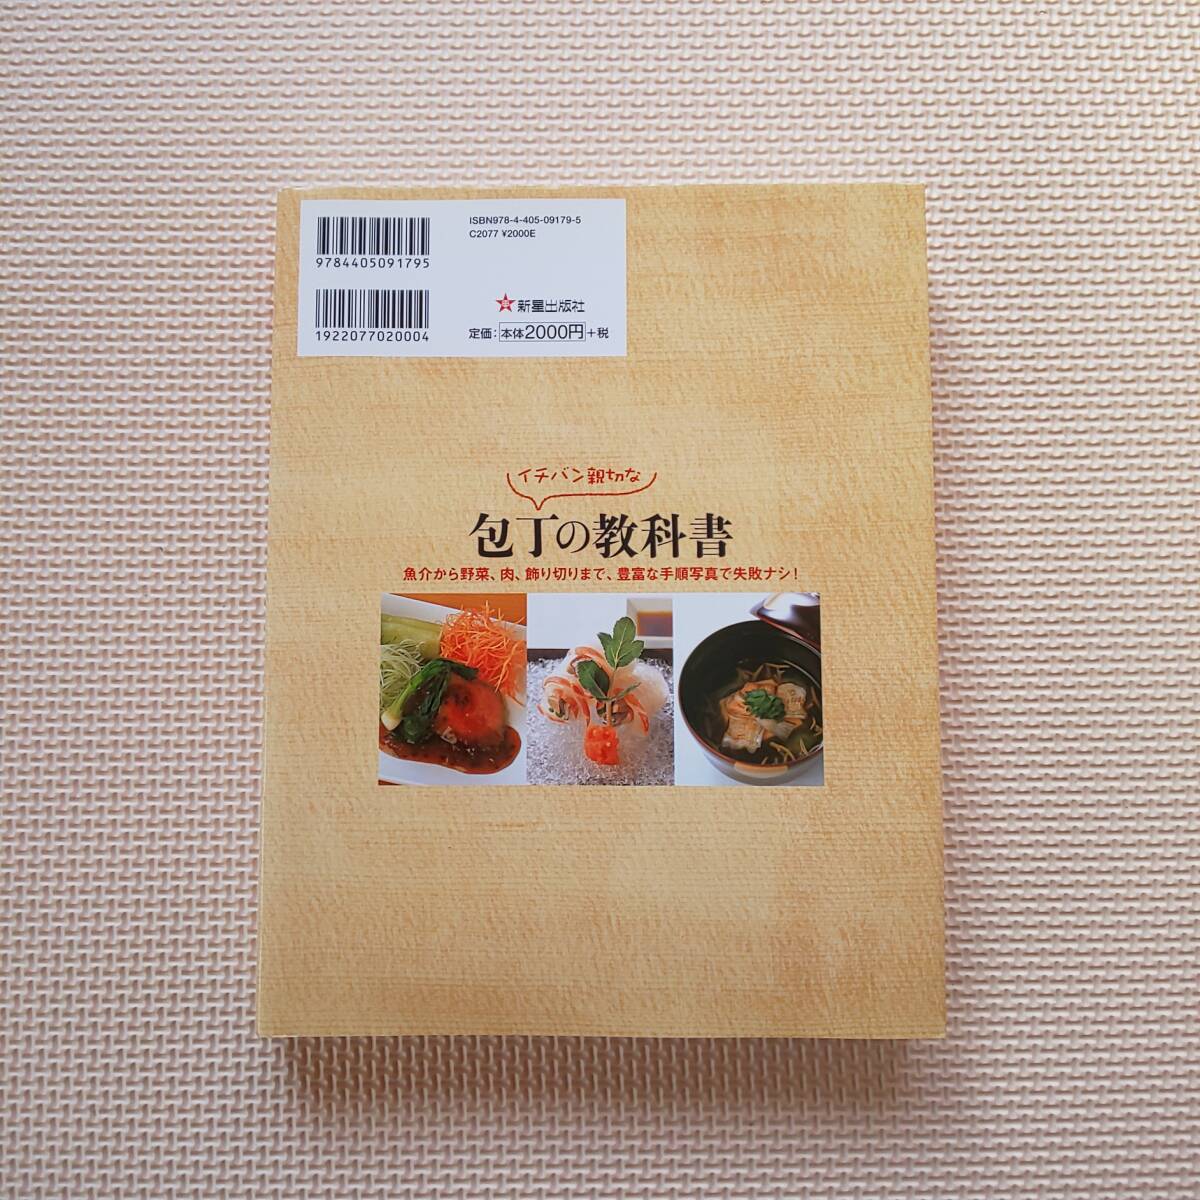 ISBN978-4-405-09179-5
C2077 ¥2000E
9784405091795
新星出版社
1922077020004
定価：本体2000円+税
イチバン親切な
包丁の教科書
魚介から野菜、肉、飾り切りまで、豊富な手順写真で失敗ナシ！